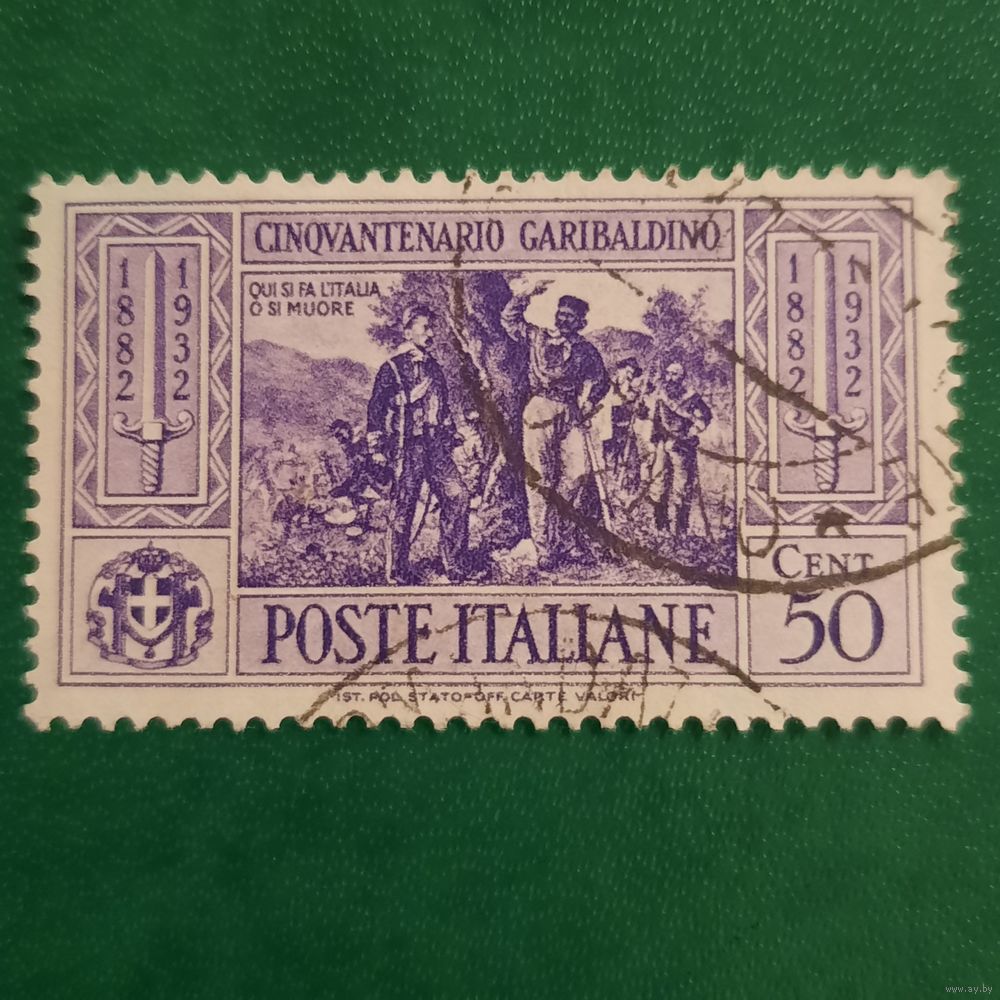 CINQVANTENARIO GARIBALDINO
1882 1932
1882 1932
QUI SI FA L'ITALIA
O SI MUORE
CENT.
50
POSTE ITALIANE
IST. POL. STATO-OFF. CARTE VALORI
www.ay.by